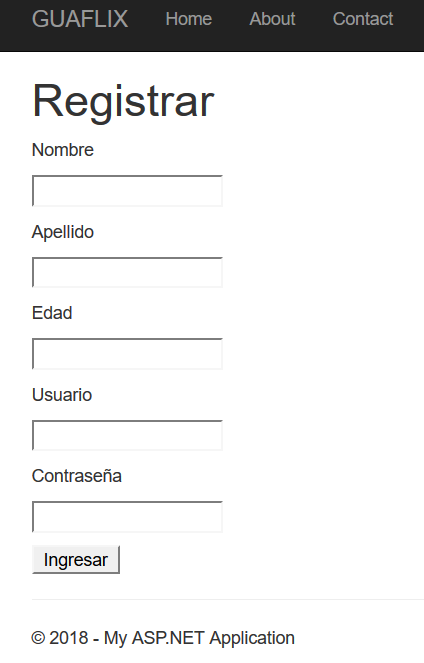 GUAFLIX Home About Contact
Registrar
Nombre
Apellido
Edad
Usuario
Contraseña
Ingresar
© 2018 - My ASP.NET Application